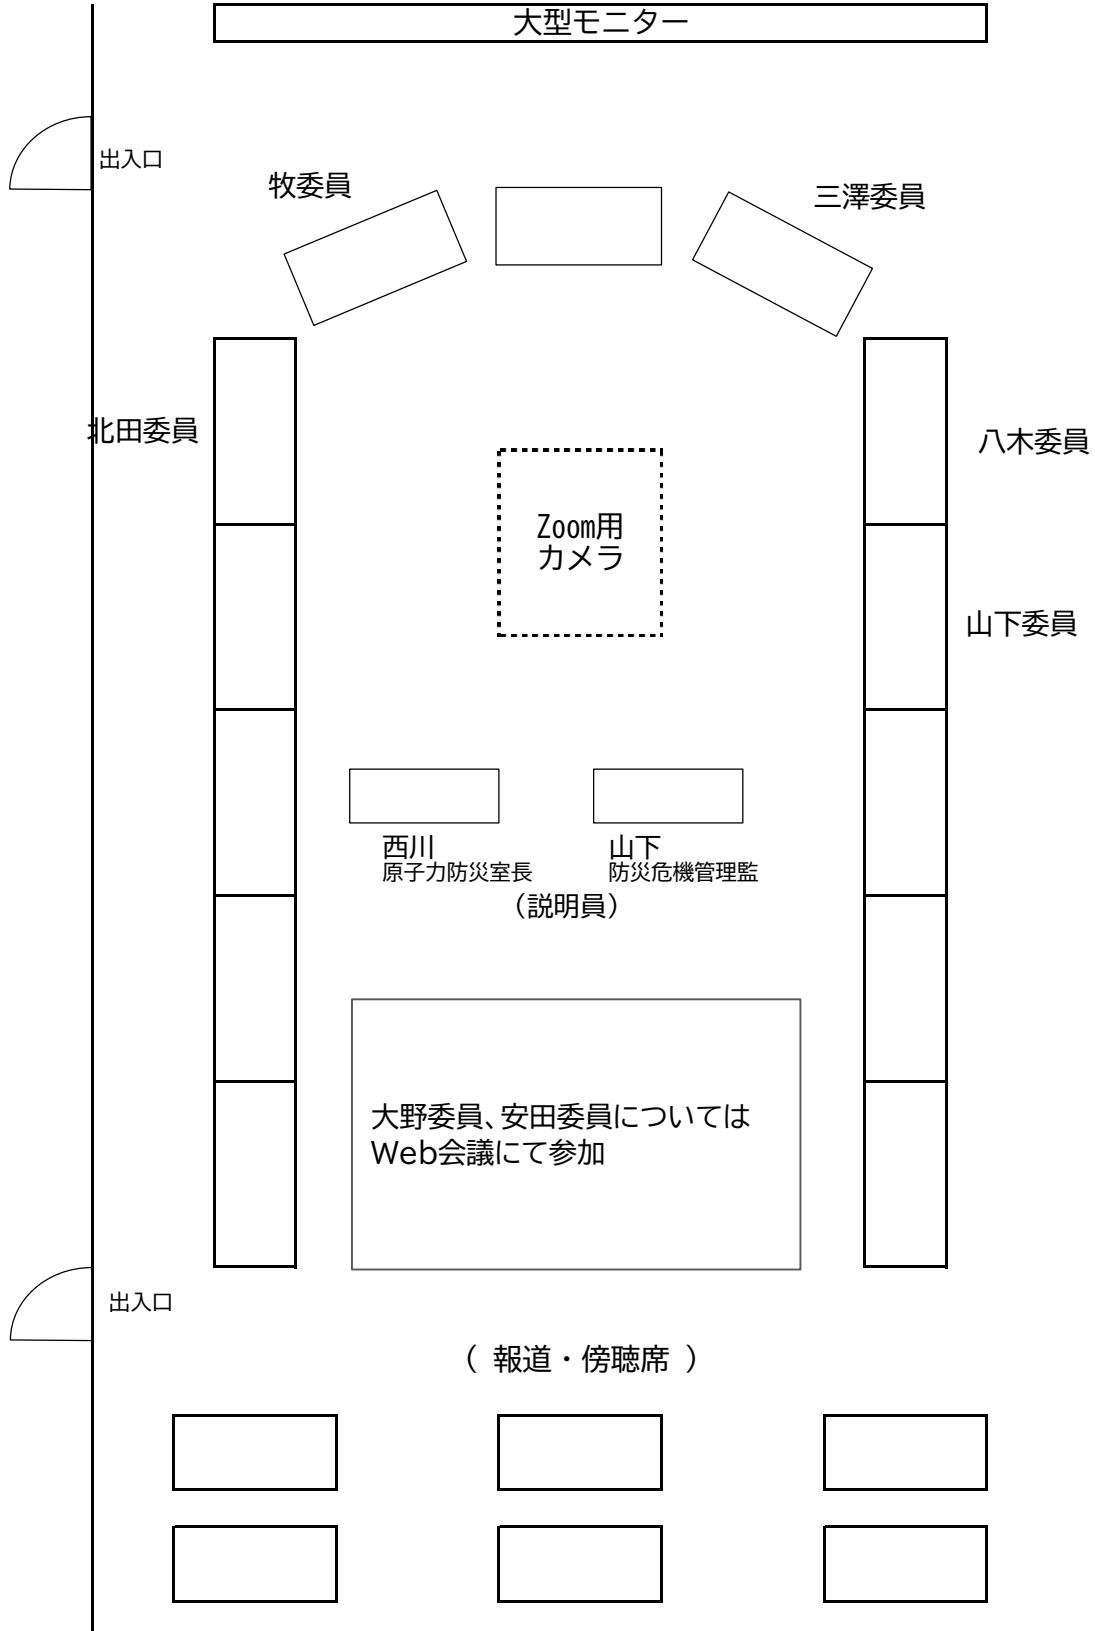 大型モニター
出入口
牧委員
三澤委員
北田委員
八木委員
Zoom用
カメラ
山下委員
西川
原子力防災室長
山下
防災危機管理監
（説明員）
大野委員、安田委員については
Web会議にて参加
出入口
（ 報道・傍聴席 ）